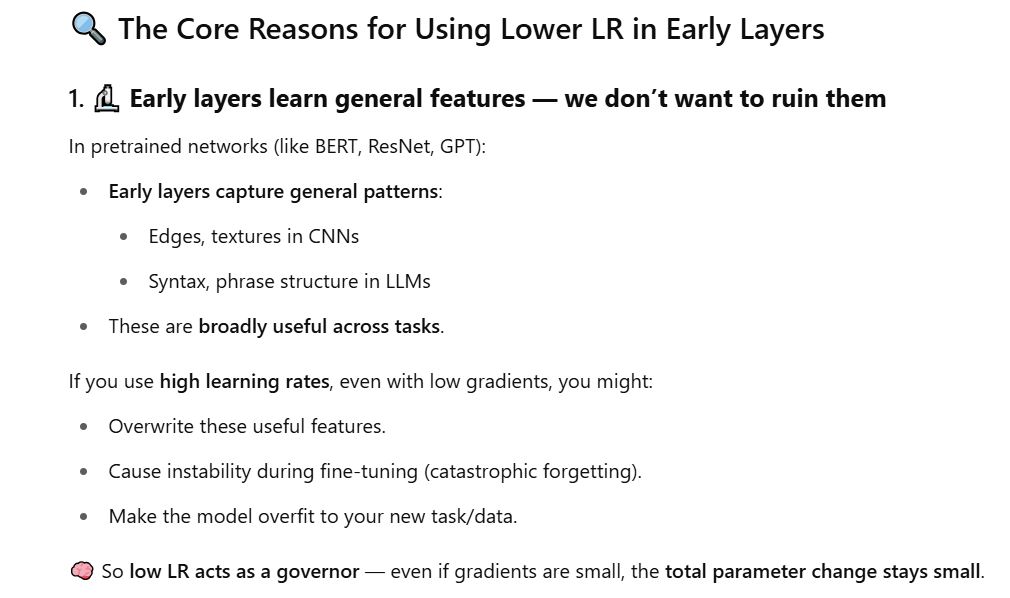 🔍 The Core Reasons for Using Lower LR in Early Layers
1. 🔬 Early layers learn general features — we don’t want to ruin them
In pretrained networks (like BERT, ResNet, GPT):
• Early layers capture general patterns:
• Edges, textures in CNNs
• Syntax, phrase structure in LLMs
• These are broadly useful across tasks.
If you use high learning rates, even with low gradients, you might:
• Overwrite these useful features.
• Cause instability during fine-tuning (catastrophic forgetting).
• Make the model overfit to your new task/data.
🧠 So low LR acts as a governor — even if gradients are small, the total parameter change stays small.